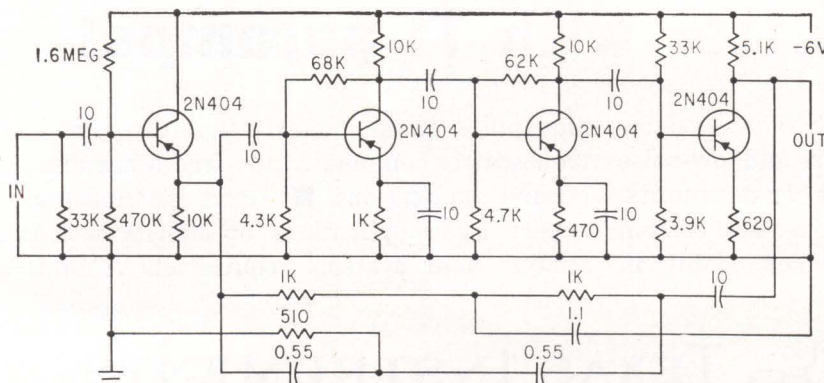 10K 10K 33K 5.1K -6V
1.6MEG 68K 62K
2N404 10 10 2N404
10 2N404 2N404
10 OUT
IN
10 10
33K 470K 10K 4.3K 1K 4.7K 470 3.9K 620
1K 1K 10
510 1.1
0.55 0.55